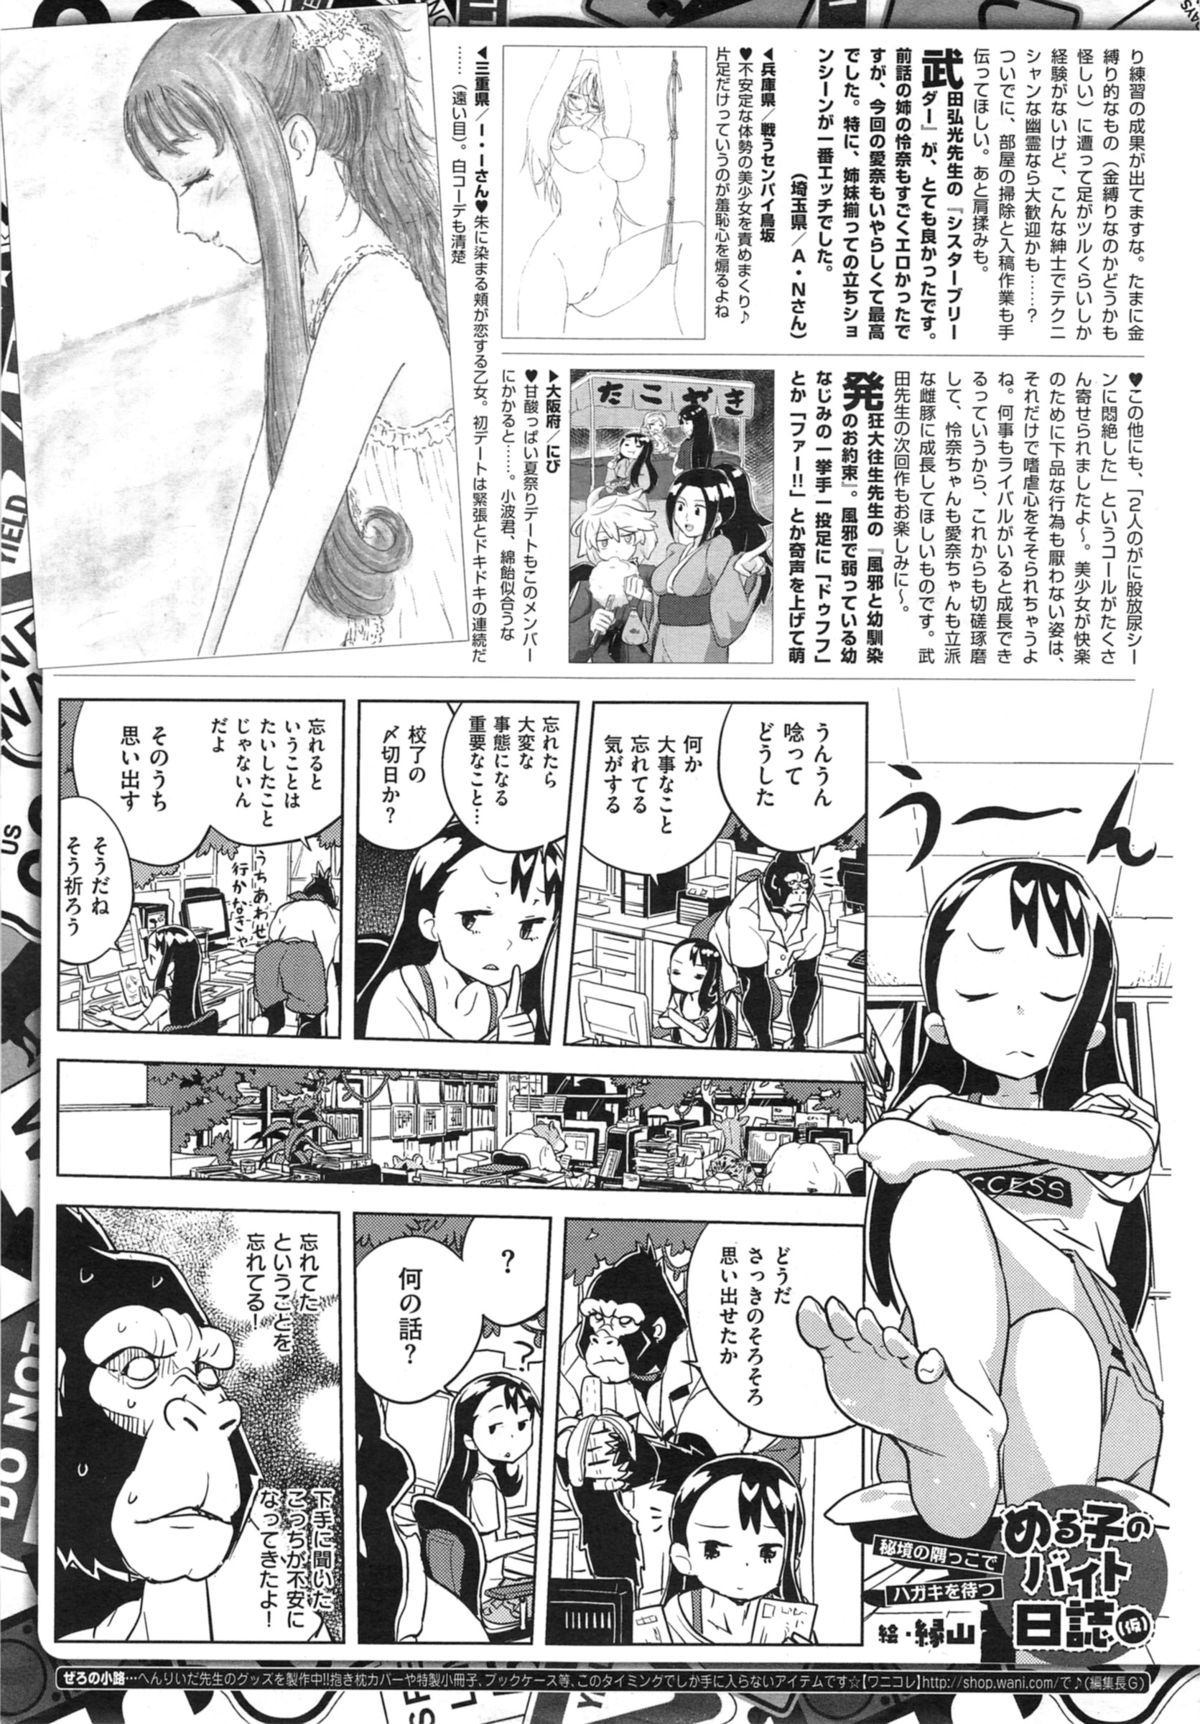 り練習の成果が出てますな。たまに金
縛り的なもの（金縛りなのかどうかも
怪しい）に遭って足がツルくらいしか
経験がないけど、こんな紳士でテクニ
シャンな幽霊なら大歓迎かも……？
ついでに、部屋の掃除と入稿作業も手
伝ってほしい。あと肩揉みも。
武田弘光先生の『シスターブリー
ダー』が、とても良かったです。
前話の姉の怜奈もすごくエロかったで
すが、今回の愛奈もいやらしくて最高
でした。特に、姉妹揃っての立ちショ
ンシーンが一番エッチでした。
（埼玉県／A・Nさん）
♥この他にも、「2人のがに股放尿シー
ンに悶絶した」というコールがたくさ
ん寄せられましたよ〜。美少女が快楽
のために下品な行為も厭わない姿は、
それだけで嗜虐心をそそられちゃうよ
ね。何事もライバルがいると成長でき
るっていうから、これからも切磋琢磨
して、怜奈ちゃんも愛奈ちゃんも立派
な雌豚に成長してほしいものです。武
田先生の次回作もお楽しみに〜。
発狂大往生先生の『風邪と幼馴染
のお約束』。風邪で弱っている幼
なじみの一挙手一投足に「ドゥフフ」
とか「ファー!!」とか奇声を上げて萌
◀兵庫県／戦うセンパイ鳥坂
♥不安定な体勢の美少女を責めまくり♪
片足だけっていうのが羞恥心を煽るよね
たこやき
▶大阪府／にび
♥甘酸っぱい夏祭りデートもこのメンバー
にかかると……。小波君、綿飴似合うな
◀三重県／I・Iさん♥朱に染まる頬が恋する乙女。初デートは緊張とドキドキの連続だ
……（遠い目）。白コーデも清楚
うーん
CCESS
める子の
バイト
日誌
(仮)
秘境の隅っこで
ハガキを待つ
絵・縁山
うんうん
唸って
どうした
何か
大事なこと
忘れてる
気がする
忘れたら
大変な
事態になる
重要なこと…
校了の
〆切日か？
忘れると
いうことは
たいしたこと
じゃないん
だよ
そのうち
思い出す
うちあわせ
行かなきゃ
そうだね
そう祈ろう
どうだ
さっきのそろそろ
思い出せたか
？
何の話？
?
忘れてた
ということを
忘れてる！
下手に聞いた
こっちが不安に
なってきたよ！
ぜろの小路…へんりいだ先生のグッズを製作中!!抱き枕カバーや特製小冊子、ブックケース等、このタイミングでしか手に入らないアイテムです☆【ワニコレ】http://shop.wani.com/で♪(編集長G)
YIELD
US
DO NOT